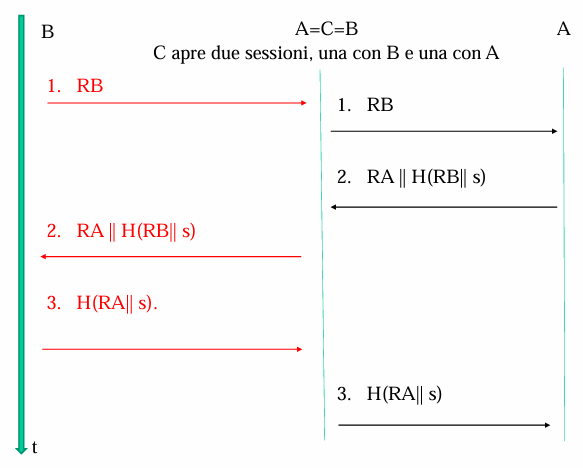 B
A=C=B
A
C apre due sessioni, una con B e una con A
1. RB
1. RB
2. RA || H(RB|| s)
2. RA || H(RB|| s)
3. H(RA|| s).
3. H(RA|| s)
t